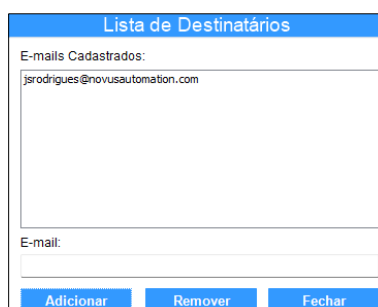 Lista de Destinatários
E-mails Cadastrados:
jsrodrigues@novusautomation.com
E-mail:
Adicionar Remover Fechar